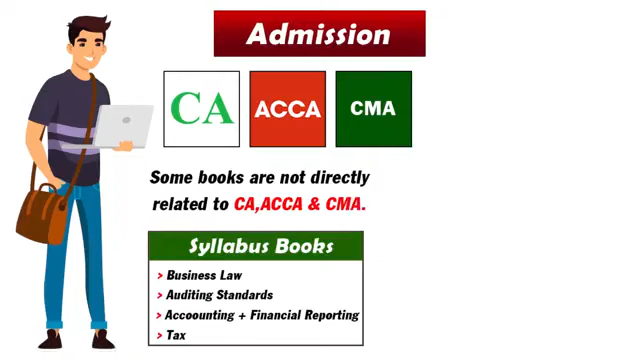 Admission
CA ACCA CMA
Some books are not directly
related to CA,ACCA & CMA.
Syllabus Books
> Business Law
> Auditing Standards
> Accoounting + Financial Reporting
> Tax